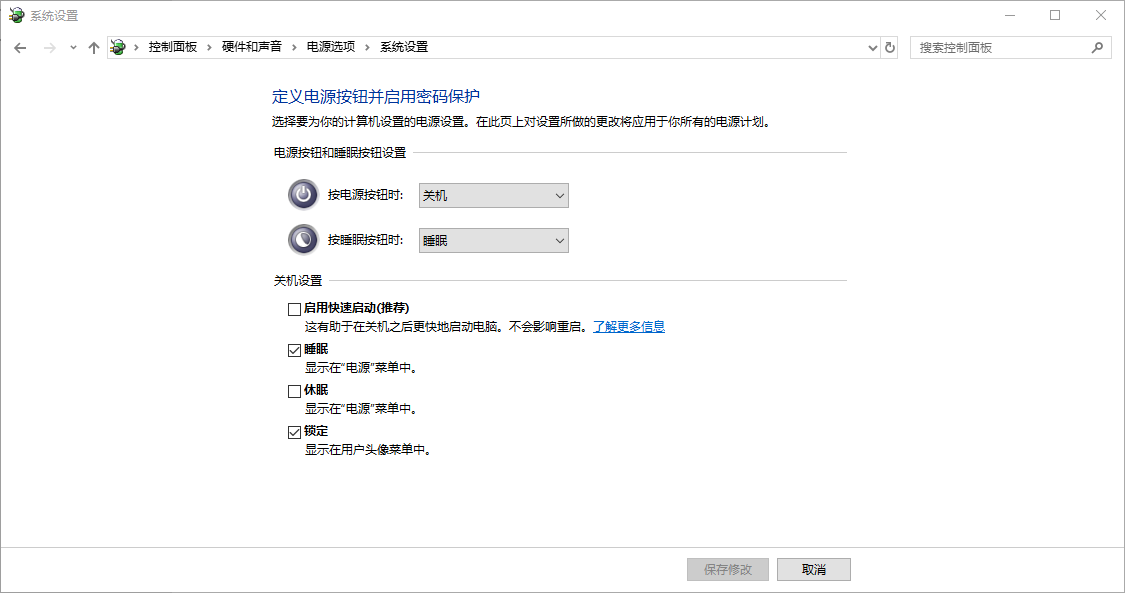 系统设置
控制面板 > 硬件和声音 > 电源选项 > 系统设置
搜索控制面板
定义电源按钮并启用密码保护
选择要为你的计算机设置的电源设置。在此页上对设置所做的更改将应用于你所有的电源计划。
电源按钮和睡眠按钮设置
按电源按钮时: 关机
按睡眠按钮时: 睡眠
关机设置
启用快速启动(推荐)
这有助于在关机之后更快地启动电脑。不会影响重启。了解更多信息
睡眠
显示在“电源”菜单中。
休眠
显示在“电源”菜单中。
锁定
显示在用户头像菜单中。
保存修改 取消